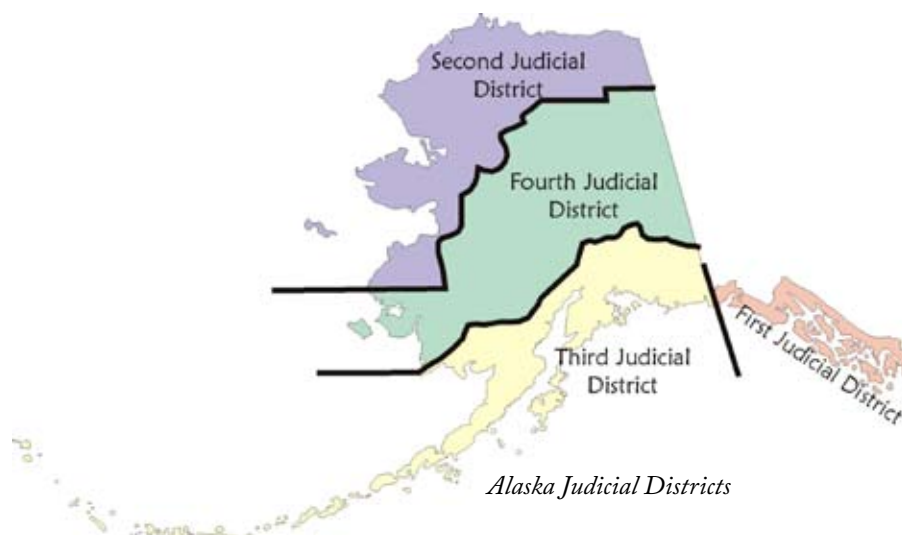 Second Judicial
District
Fourth Judicial
District
Third Judicial
District
First Judicial District
Alaska Judicial Districts